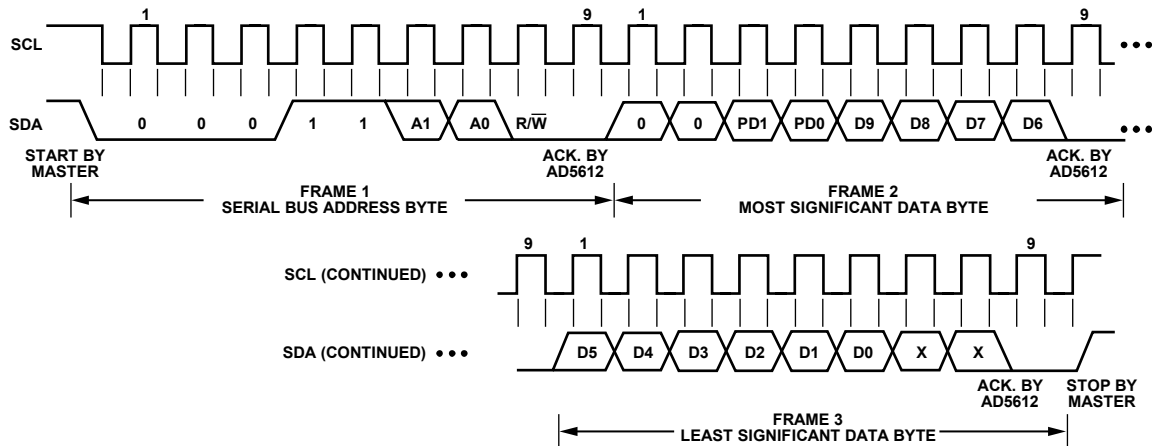 1 9 1 9
SCL
SDA
0 0 0 1 1 A1 A0 R/W̅ 0 0 PD1 PD0 D9 D8 D7 D6
START BY
MASTER
ACK. BY
AD5612
ACK. BY
AD5612
FRAME 1
SERIAL BUS ADDRESS BYTE
FRAME 2
MOST SIGNIFICANT DATA BYTE
9 1 9
SCL (CONTINUED)
SDA (CONTINUED)
D5 D4 D3 D2 D1 D0 X X
ACK. BY
AD5612
STOP BY
MASTER
FRAME 3
LEAST SIGNIFICANT DATA BYTE